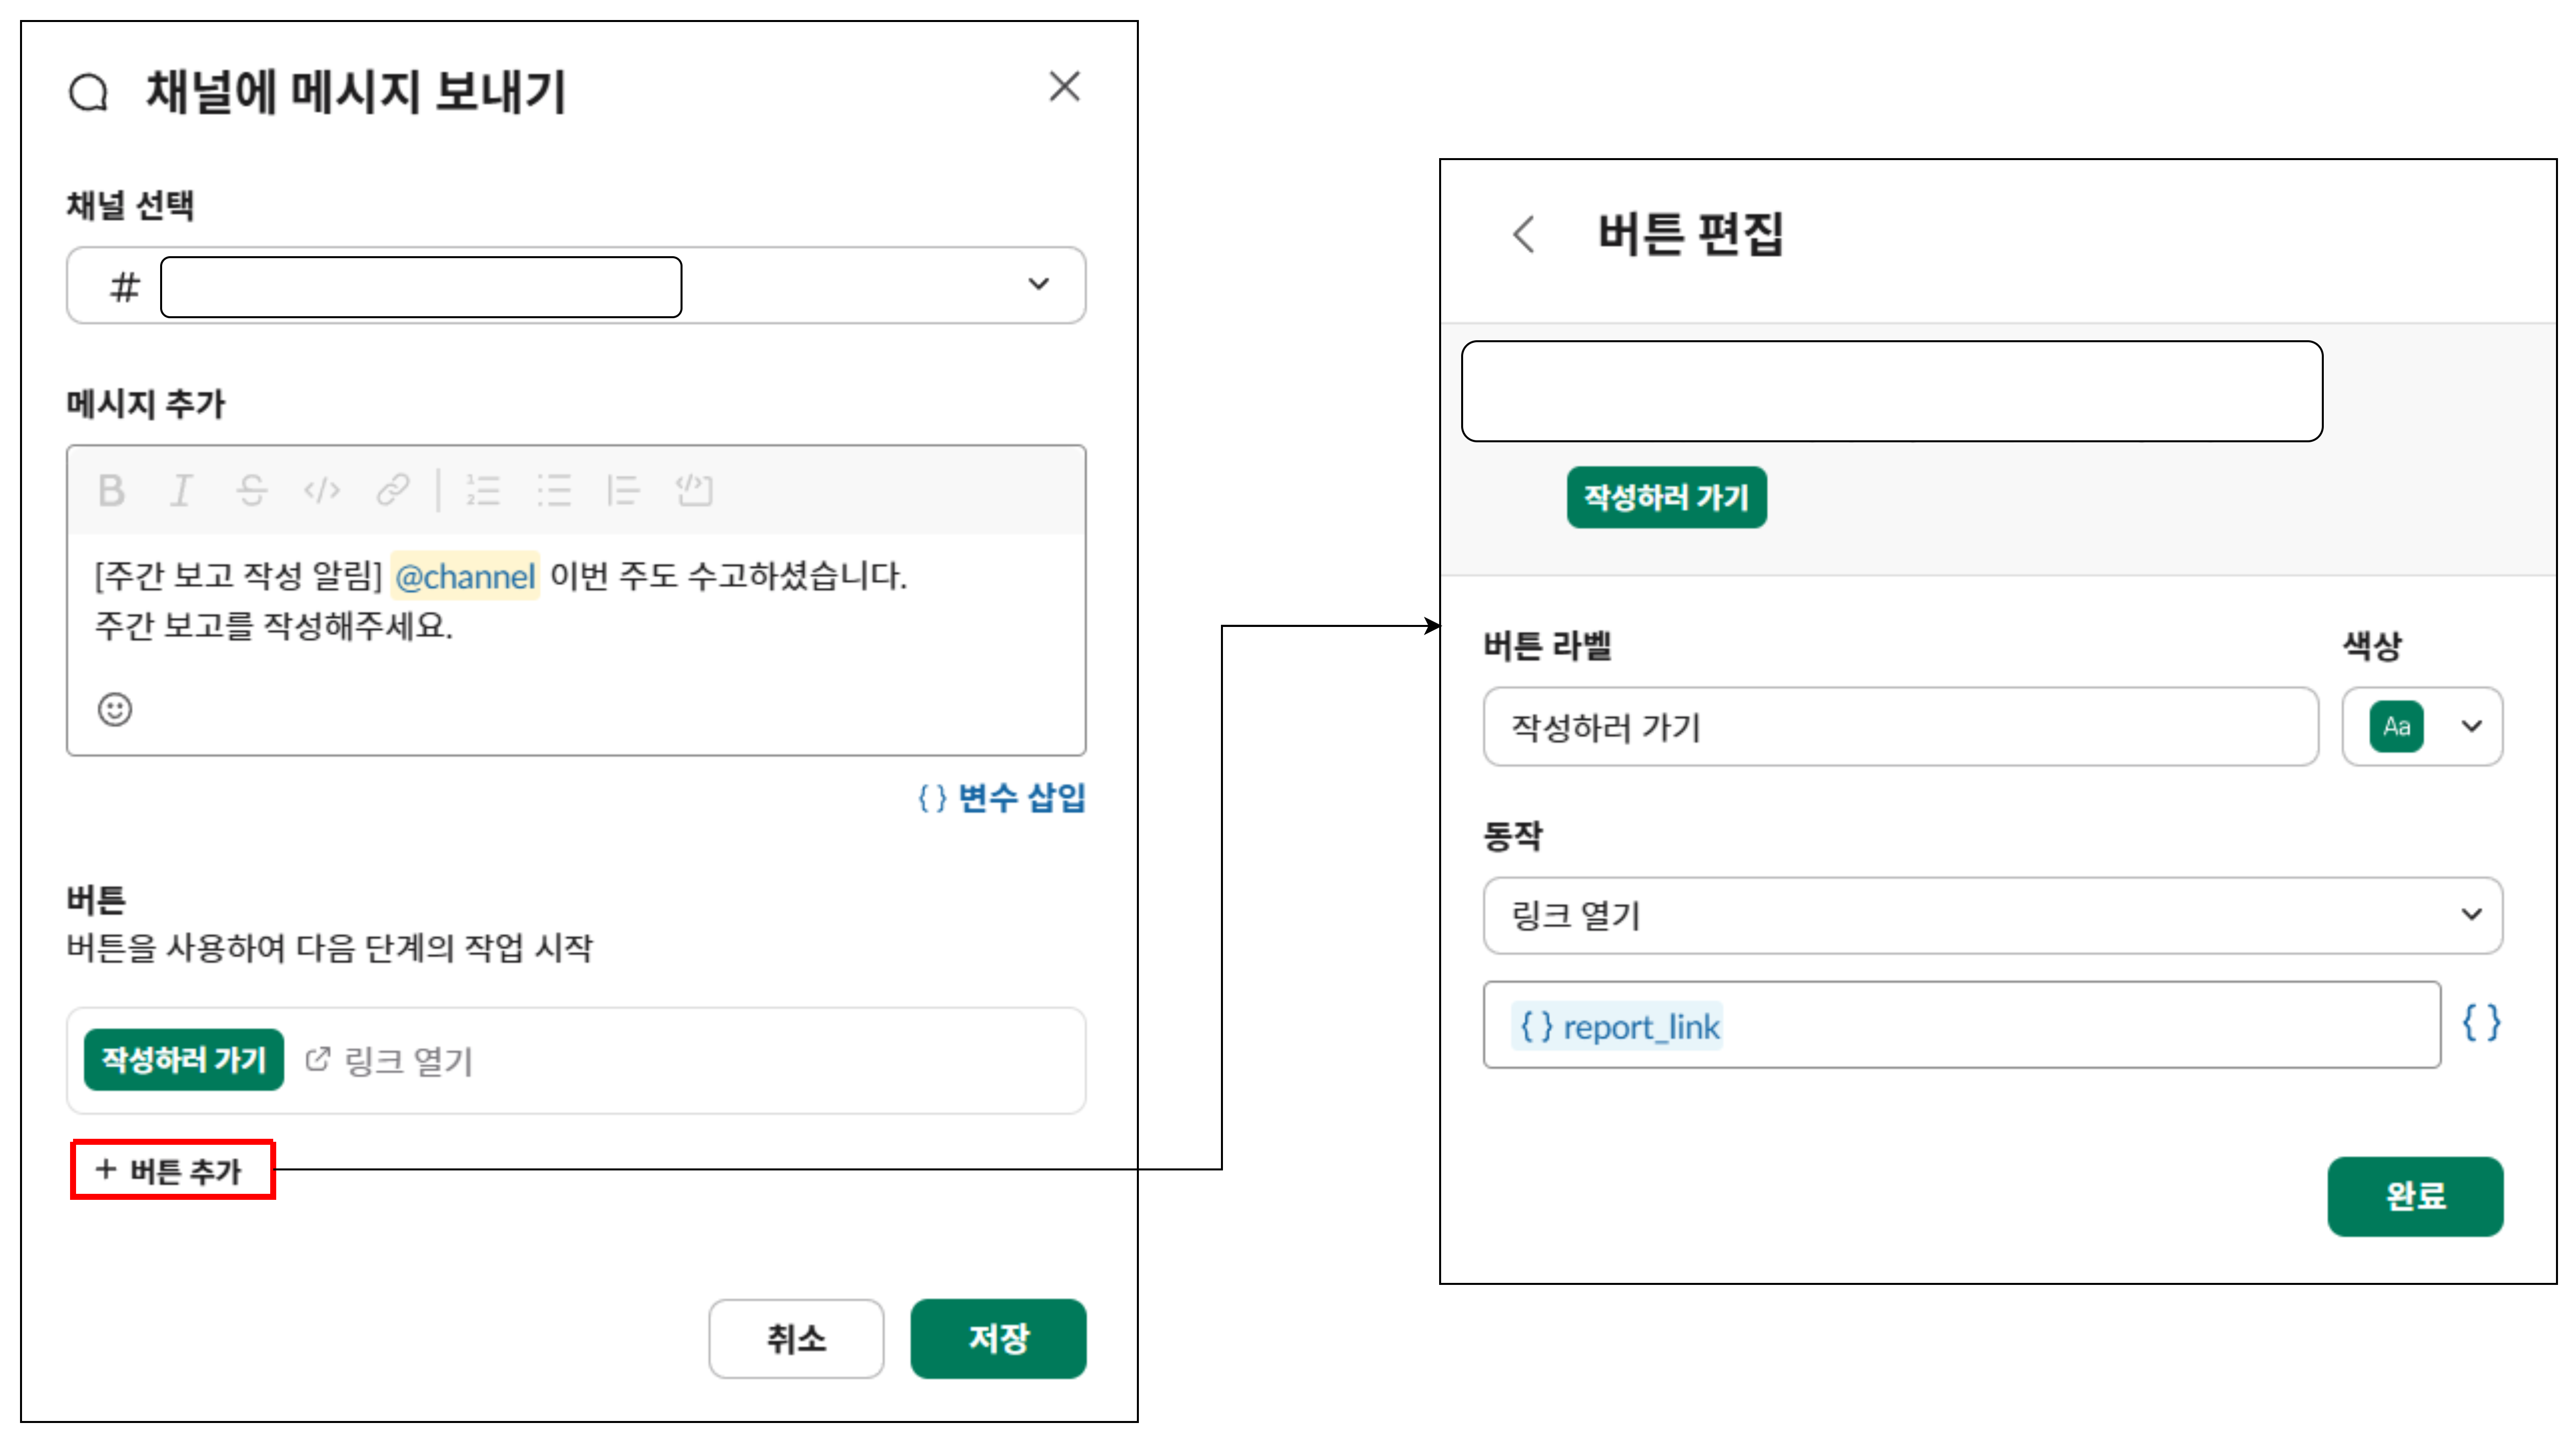 채널에 메시지 보내기
채널 선택
#
메시지 추가
B I S </>
[주간 보고 작성 알림] @channel 이번 주도 수고하셨습니다.
주간 보고를 작성해주세요.
{} 변수 삽입
버튼
버튼을 사용하여 다음 단계의 작업 시작
작성하러 가기 링크 열기
+ 버튼 추가
취소 저장
버튼 편집
작성하러 가기
버튼 라벨 색상
작성하러 가기 Aa
동작
링크 열기
{} report_link {}
완료